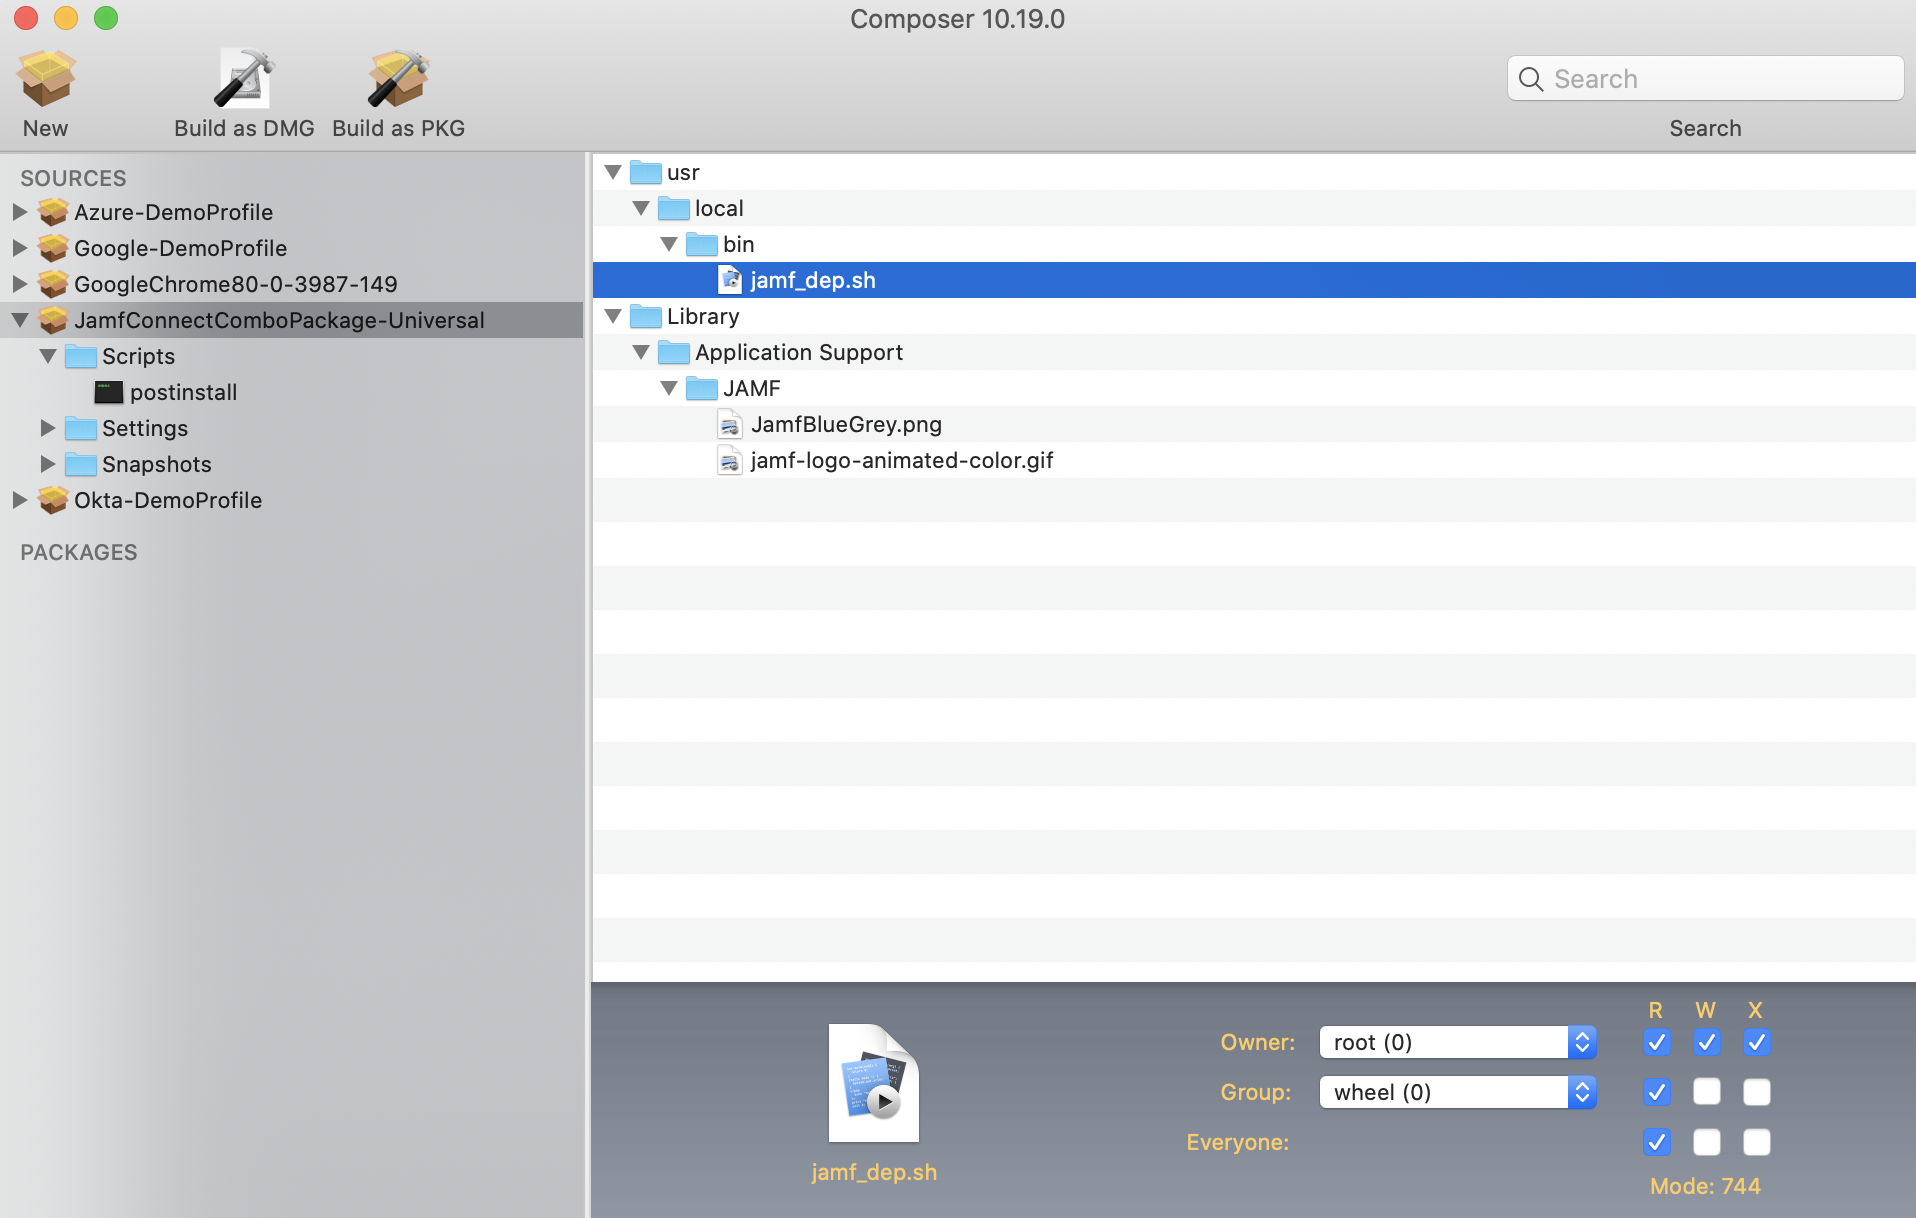 Composer 10.19.0
New
Build as DMG
Build as PKG
Search
Search
SOURCES
Azure-DemoProfile
Google-DemoProfile
GoogleChrome80-0-3987-149
JamfConnectComboPackage-Universal
Scripts
postinstall
Settings
Snapshots
Okta-DemoProfile
PACKAGES
usr
local
bin
jamf_dep.sh
Library
Application Support
JAMF
JamfBlueGrey.png
jamf-logo-animated-color.gif
jamf_dep.sh
R W X
Owner: root (0)
Group: wheel (0)
Everyone:
Mode: 744